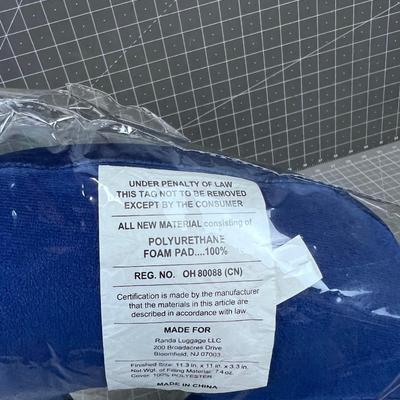 UNDER PENALTY OF LAW
THIS TAG NOT TO BE REMOVED
EXCEPT BY THE CONSUMER
ALL NEW MATERIAL consisting of
POLYURETHANE
FOAM PAD....100%
REG. NO. OH 80088 (CN)
Certification is made by the manufacturer
that the materials in this article are
described in accordance with law.
MADE FOR
Randa Luggage LLC
200 Broadacres Drive
Bloomfield, NJ 07003
Finished Size: 11.3 in. x 11 in. x 3.3 in.
Net Wgt. of Filling Material: 7.4 oz.
Cover: 100% POLYESTER
MADE IN CHINA